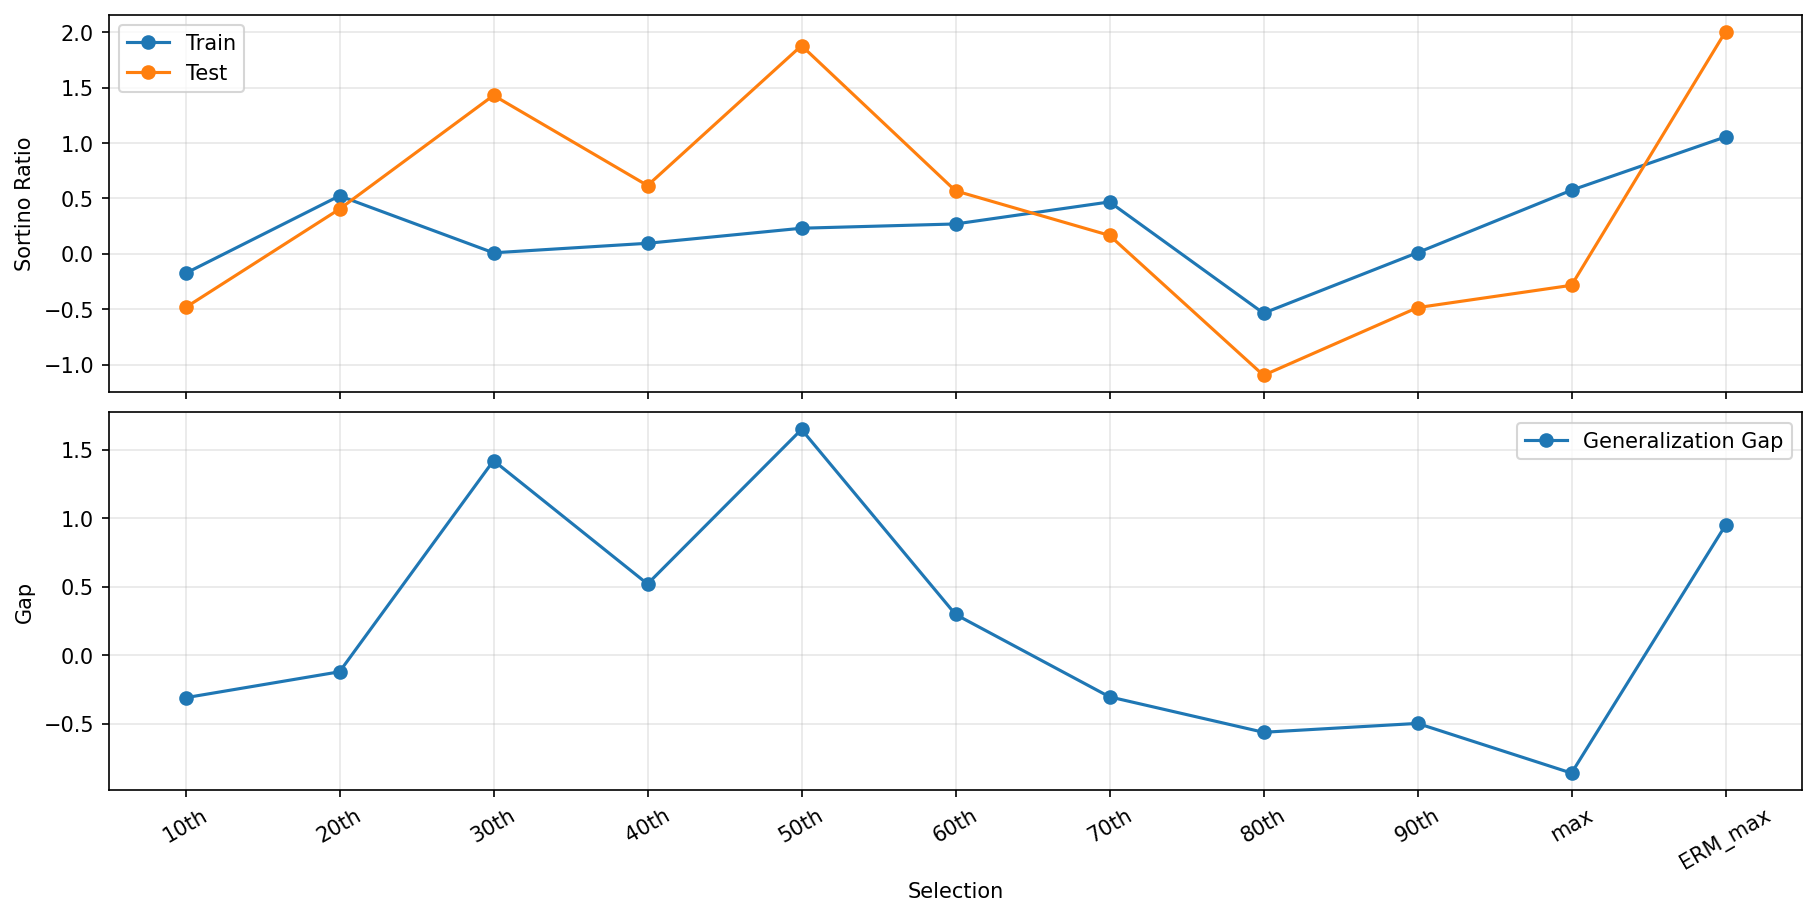 2.0
1.5
1.0
0.5
0.0
−0.5
−1.0
Sortino Ratio
Train
Test
1.5
1.0
0.5
0.0
−0.5
Gap
Generalization Gap
10th
20th
30th
40th
50th
60th
70th
80th
90th
max
ERM_max
Selection